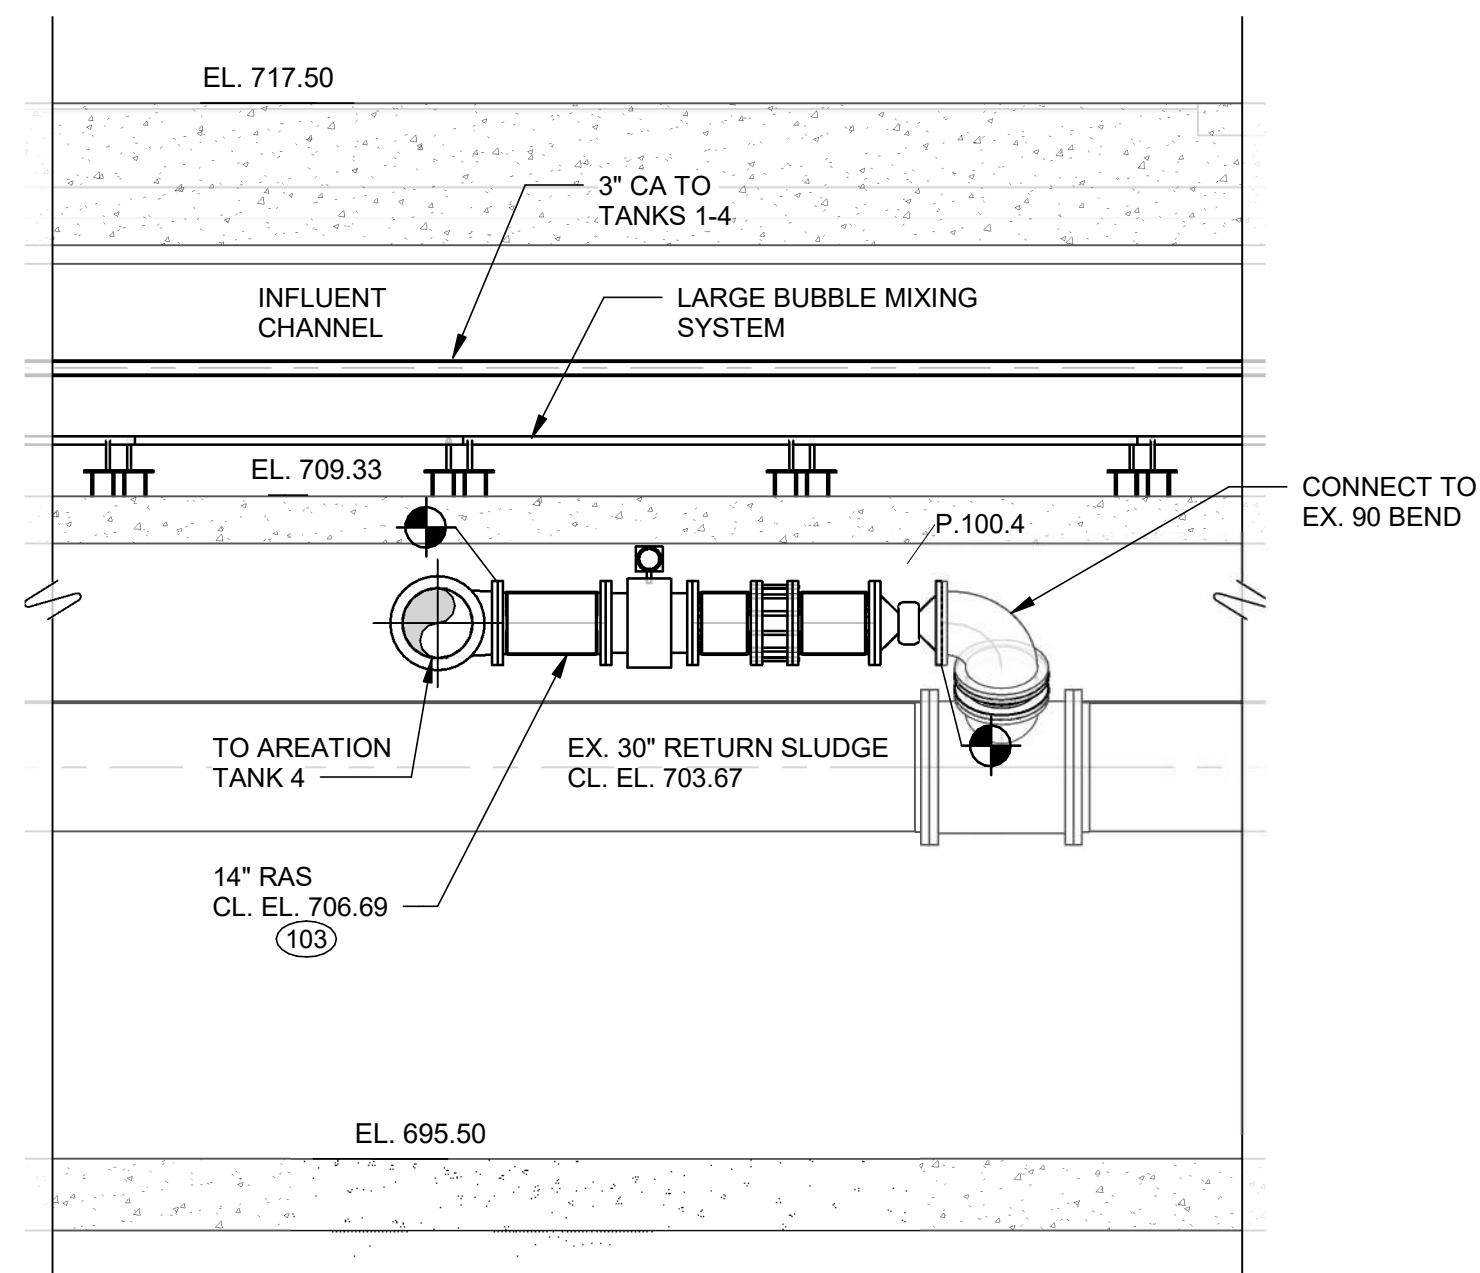 EL. 717.50
3" CA TO
TANKS 1-4
INFLUENT
CHANNEL
LARGE BUBBLE MIXING
SYSTEM
EL. 709.33
CONNECT TO
EX. 90 BEND
P.100.4
TO AREATION
TANK 4
EX. 30" RETURN SLUDGE
CL. EL. 703.67
14" RAS
CL. EL. 706.69
103
EL. 695.50